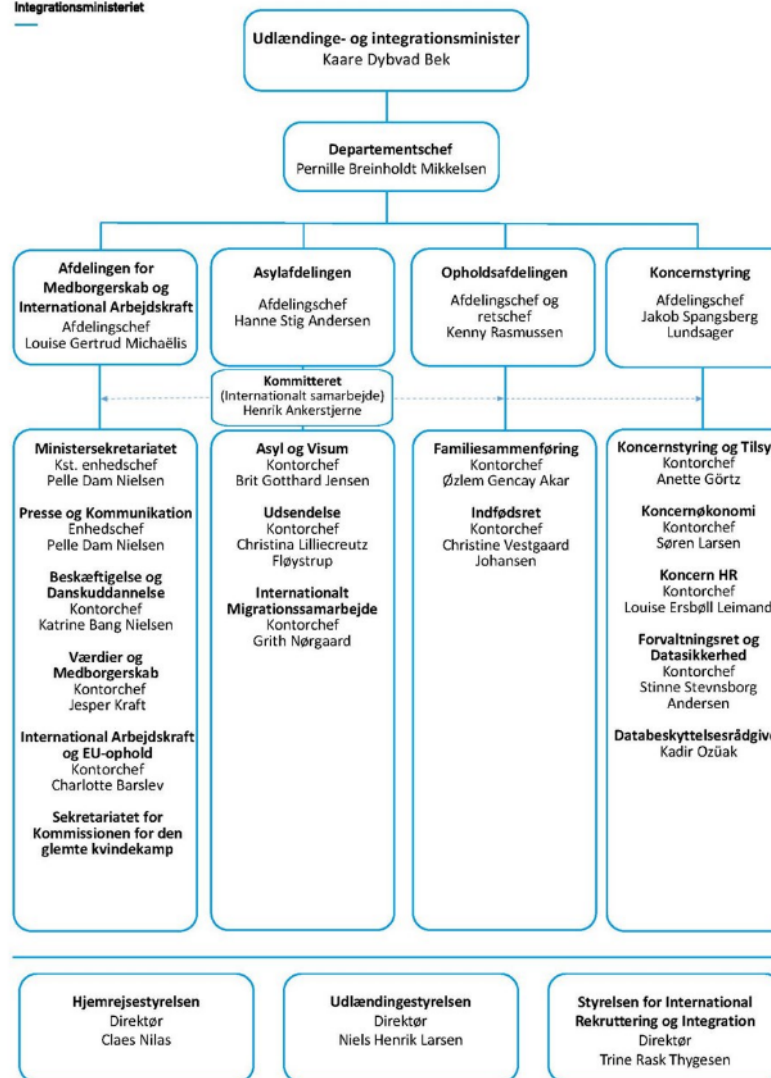 Integrationsministeriet
Udlændinge- og integrationsminister
Kaare Dybvad Bek
Departementschef
Pernille Breinholdt Mikkelsen
Afdelingen for
Medborgerskab og
International Arbejdskraft
Afdelingschef
Louise Gertrud Michaëlis
Asylafdelingen
Afdelingschef
Hanne Stig Andersen
Opholdsafdelingen
Afdelingschef og
retschef
Kenny Rasmussen
Koncernstyring
Afdelingschef
Jakob Spangsberg
Lundsager
Kommitteret
(Internationalt samarbejde)
Henrik Ankerstjerne
Ministersekretariatet
Kst. enhedschef
Pelle Dam Nielsen
Presse og Kommunikation
Enhedschef
Pelle Dam Nielsen
Beskæftigelse og
Danskuddannelse
Kontorchef
Katrine Bang Nielsen
Værdier og
Medborgerskab
Kontorchef
Jesper Kraft
International Arbejdskraft
og EU-ophold
Kontorchef
Charlotte Barslev
Sekretariatet for
Kommissionen for den
glemte kvindekamp
Asyl og Visum
Kontorchef
Brit Gotthard Jensen
Udsendelse
Kontorchef
Christina Lilliecreutz
Fløystrup
Internationalt
Migrationssamarbejde
Kontorchef
Grith Nørgaard
Familiesammenføring
Kontorchef
Øzlem Gencay Akar
Indfødsret
Kontorchef
Christine Vestgaard
Johansen
Koncernstyring og Tilsy
Kontorchef
Anette Görtz
Koncernøkonomi
Kontorchef
Søren Larsen
Koncern HR
Kontorchef
Louise Ersbøll Leimand
Forvaltningsret og
Datasikkerhed
Kontorchef
Stinne Stevnsborg
Andersen
Databeskyttelsesrådgive
Kadir Ozüak
Hjemrejsestyrelsen
Direktør
Claes Nilas
Udlændingestyrelsen
Direktør
Niels Henrik Larsen
Styrelsen for International
Rekruttering og Integration
Direktør
Trine Rask Thygesen